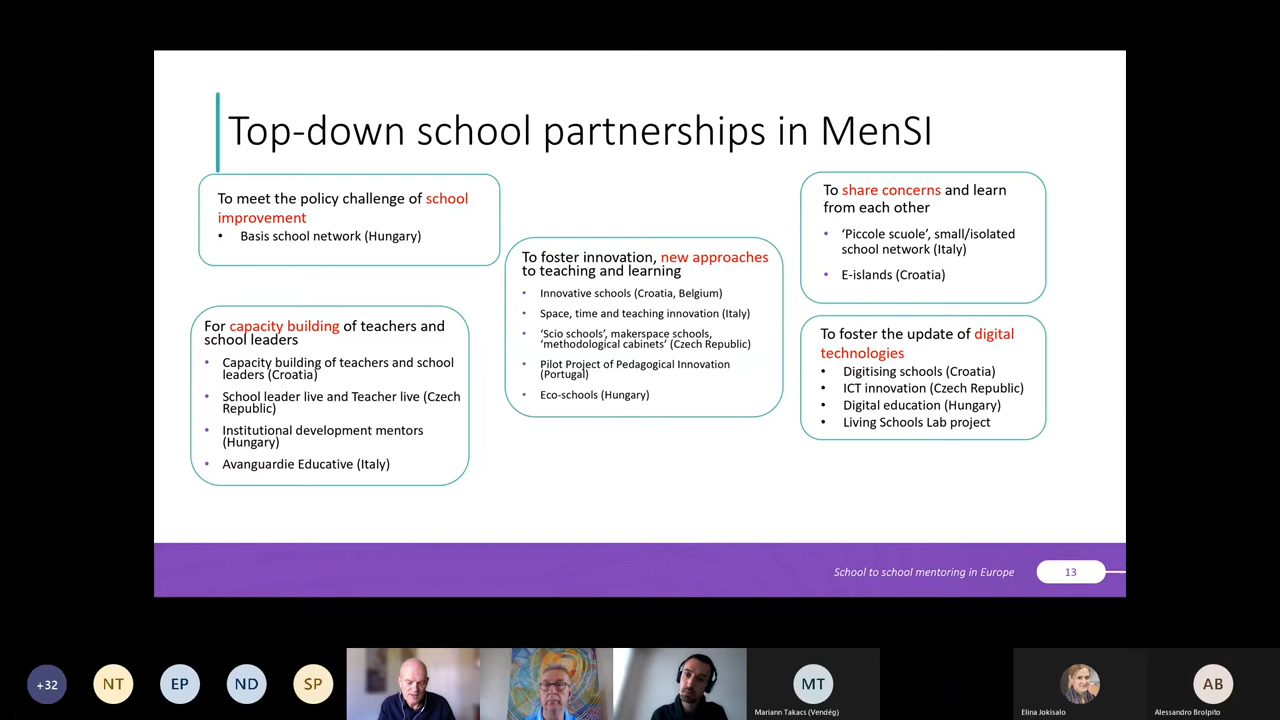 Top-down school partnerships in MenSI
To meet the policy challenge of school
improvement
• Basis school network (Hungary)
For capacity building of teachers and
school leaders
• Capacity building of teachers and school
leaders (Croatia)
• School leader live and Teacher live (Czech
Republic)
• Institutional development mentors
(Hungary)
• Avanguardie Educative (Italy)
To foster innovation, new approaches
to teaching and learning
• Innovative schools (Croatia, Belgium)
• Space, time and teaching innovation (Italy)
• ‘Scio schools’, makerspace schools,
‘methodological cabinets’ (Czech Republic)
• Pilot Project of Pedagogical Innovation
(Portugal)
• Eco-schools (Hungary)
To share concerns and learn
from each other
• ‘Piccole scuole’, small/isolated
school network (Italy)
• E-islands (Croatia)
To foster the update of digital
technologies
• Digitising schools (Croatia)
• ICT innovation (Czech Republic)
• Digital education (Hungary)
• Living Schools Lab project
School to school mentoring in Europe
13
+32
NT
EP
ND
SP
MT
Mariann Takacs (Vendég)
Elina Jokisalo
AB
Alessandro Brolpito